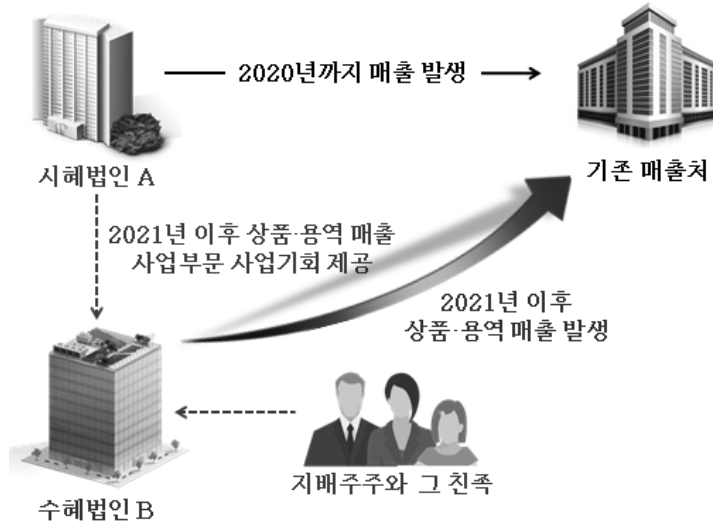 2020년까지 매출 발생
시혜법인 A
기존 매출처
2021년 이후 상품·용역 매출
사업부문 사업기회 제공
2021년 이후
상품·용역 매출 발생
지배주주와 그 친족
수혜법인 B